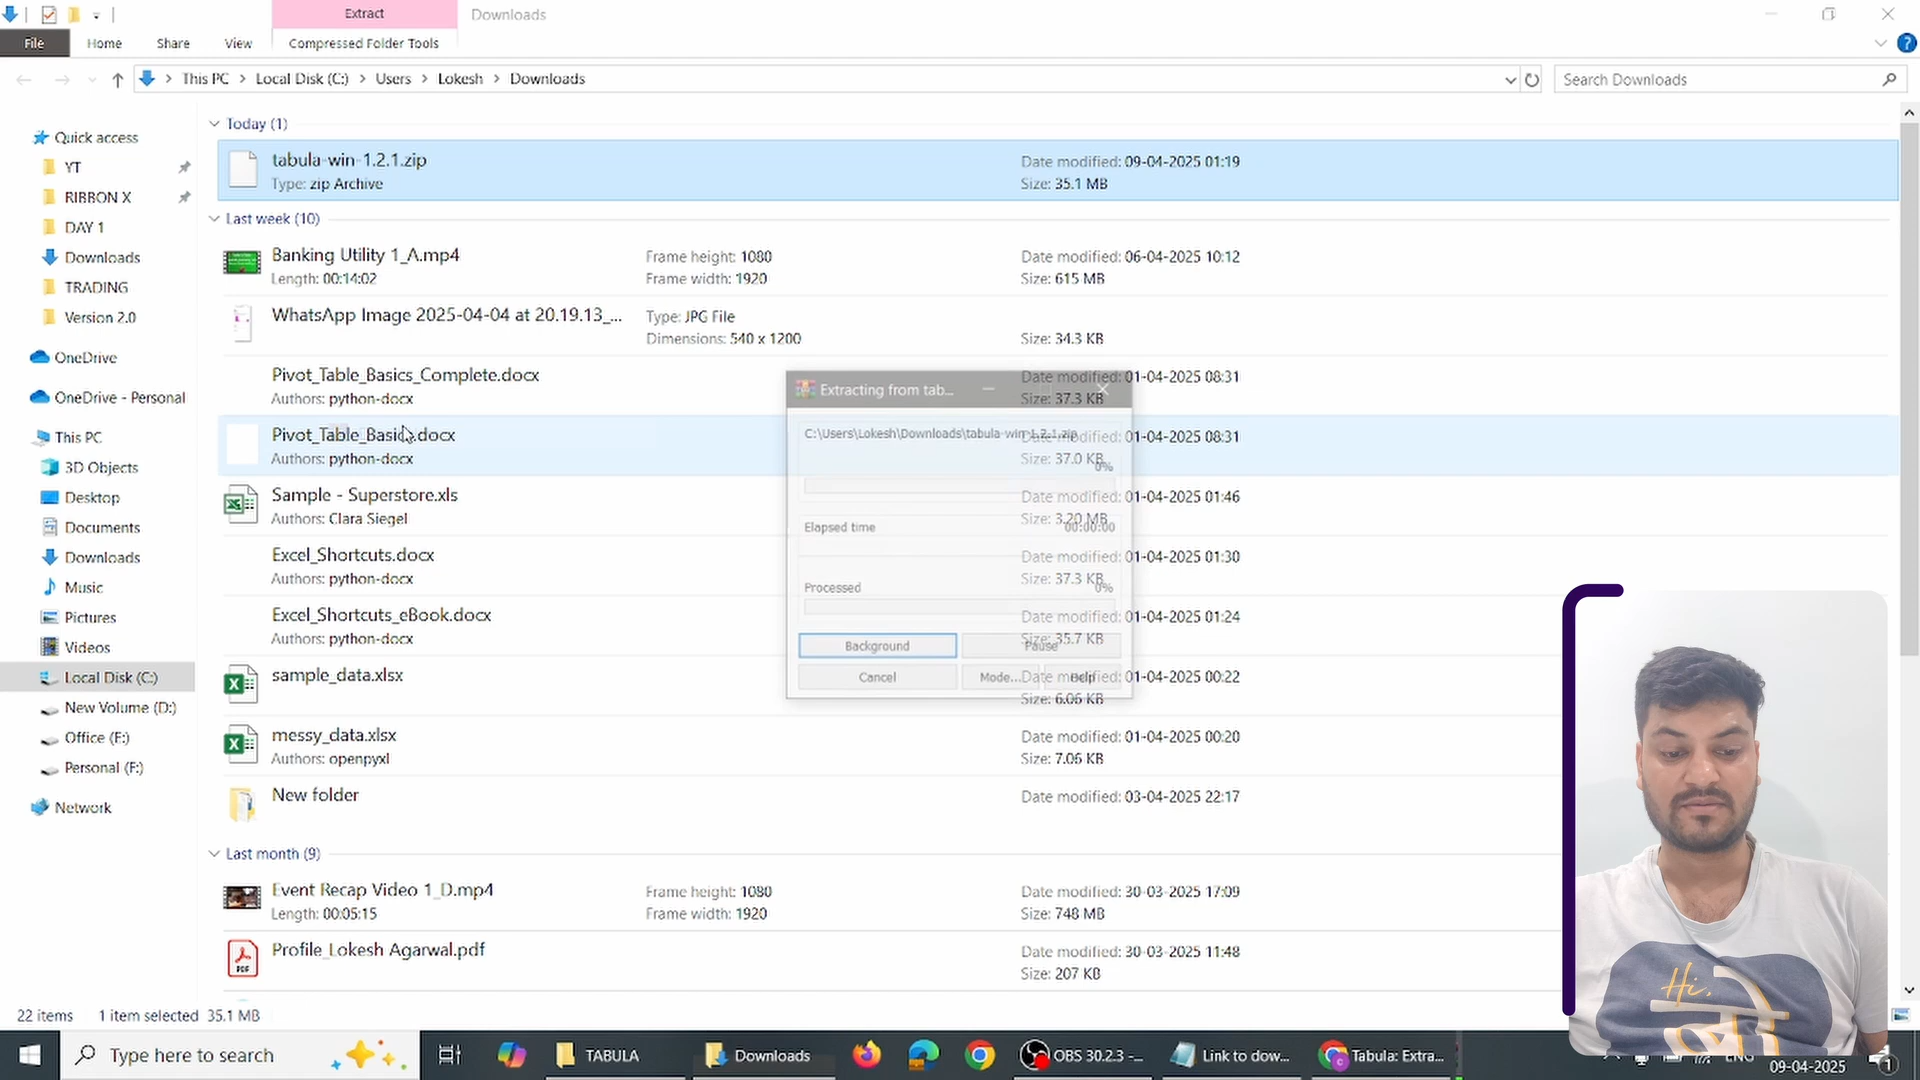 Extract
Downloads
File
Home
Share
View
Compressed Folder Tools
This PC
Local Disk (C:)
Users
Lokesh
Downloads
Search Downloads
Quick access
YT
RIBBON X
DAY 1
Downloads
TRADING
Version 2.0
OneDrive
OneDrive - Personal
This PC
3D Objects
Desktop
Documents
Downloads
Music
Pictures
Videos
Local Disk (C:)
New Volume (D:)
Office (E:)
Personal (F:)
Network
Today (1)
tabula-win-1.2.1.zip
Type: zip Archive
Date modified: 09-04-2025 01:19
Size: 35.1 MB
Last week (10)
Banking Utility 1_A.mp4
Length: 00:14:02
Frame height: 1080
Frame width: 1920
Date modified: 06-04-2025 10:12
Size: 615 MB
WhatsApp Image 2025-04-04 at 20.19.13_...
Type: JPG File
Dimensions: 540 x 1200
Size: 34.3 KB
Pivot_Table_Basics_Complete.docx
Authors: python-docx
Date modified: 01-04-2025 08:31
Size: 37.3 KB
Pivot_Table_Basics.docx
Authors: python-docx
Date modified: 01-04-2025 08:31
Size: 37.0 KB
Sample - Superstore.xls
Authors: Clara Siegel
Date modified: 01-04-2025 01:46
Size: 3.20 MB
Excel_Shortcuts.docx
Authors: python-docx
Date modified: 01-04-2025 01:30
Size: 37.3 KB
Excel_Shortcuts_eBook.docx
Authors: python-docx
Date modified: 01-04-2025 01:24
Size: 35.7 KB
sample_data.xlsx
Date modified: 01-04-2025 00:22
Size: 6.06 KB
messy_data.xlsx
Authors: openpyxl
Date modified: 01-04-2025 00:20
Size: 7.06 KB
New folder
Date modified: 03-04-2025 22:17
Last month (9)
Event Recap Video 1_D.mp4
Length: 00:05:15
Frame height: 1080
Frame width: 1920
Date modified: 30-03-2025 17:09
Size: 748 MB
Profile_Lokesh Agarwal.pdf
Date modified: 30-03-2025 11:48
Size: 207 KB
Extracting from tab...
C:\Users\Lokesh\Downloads\tabula-win-1.2.1.zip
0%
Elapsed time
00:00:00
Processed
0%
Background
Pause
Cancel
Mode...
Help
Hi,
22 items
1 item selected 35.1 MB
Type here to search
TABULA
Downloads
OBS 30.2.3 -...
Link to dow...
Tabula: Extra...
ENG
09-04-2025
1